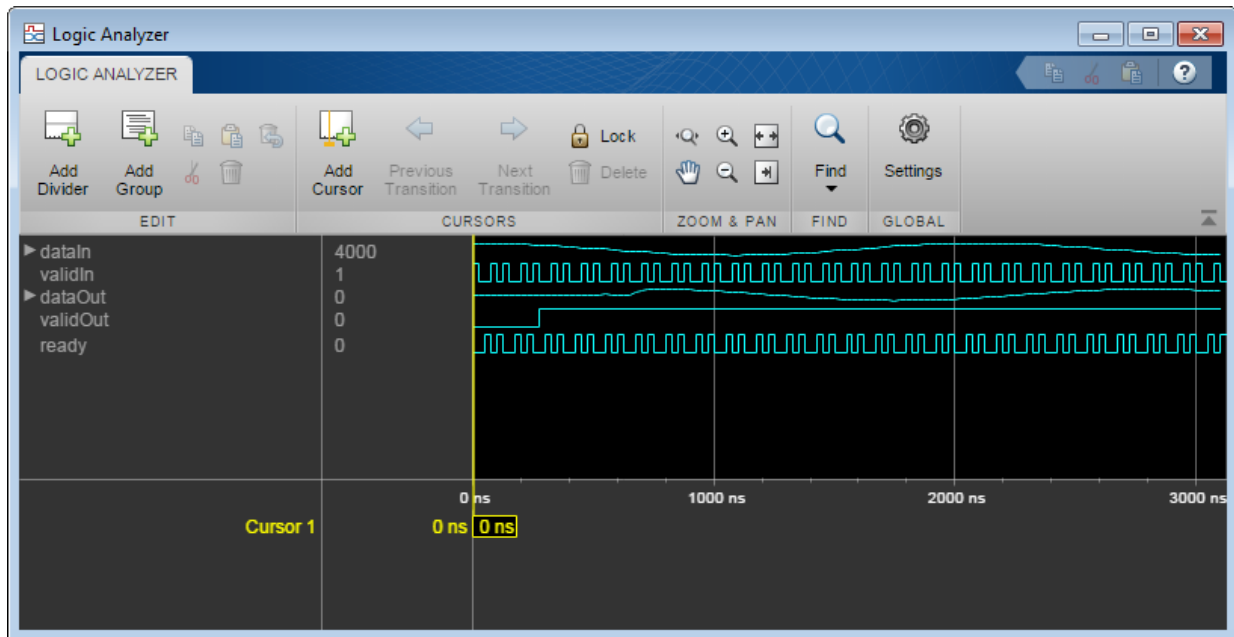 Logic Analyzer
LOGIC ANALYZER
?
Add Divider
Add Group
Add Cursor
Previous Transition
Next Transition
Lock
Delete
Find
Settings
EDIT
CURSORS
ZOOM & PAN
FIND
GLOBAL
dataIn 4000
validIn 1
dataOut 0
validOut 0
ready 0
0 ns 1000 ns 2000 ns 3000 ns
Cursor 1 0 ns 0 ns